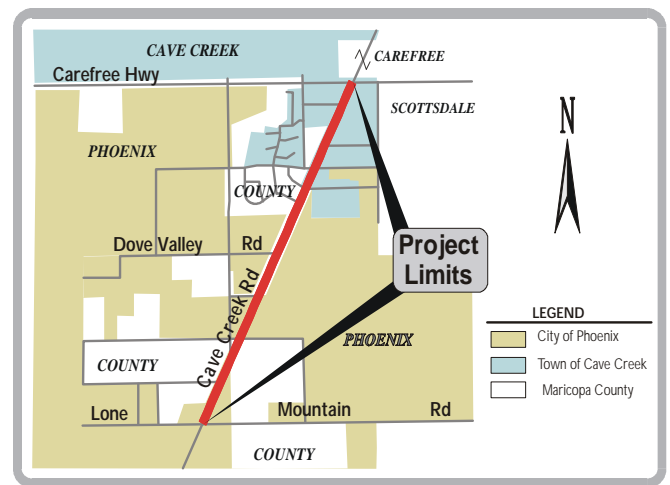 CAVE CREEK
CAREFREE
Carefree Hwy
SCOTTSDALE
N
PHOENIX
COUNTY
Dove Valley Rd
Project
Limits
Cave Creek Rd
LEGEND
City of Phoenix
PHOENIX
COUNTY
Town of Cave Creek
Maricopa County
Lone Mountain Rd
COUNTY